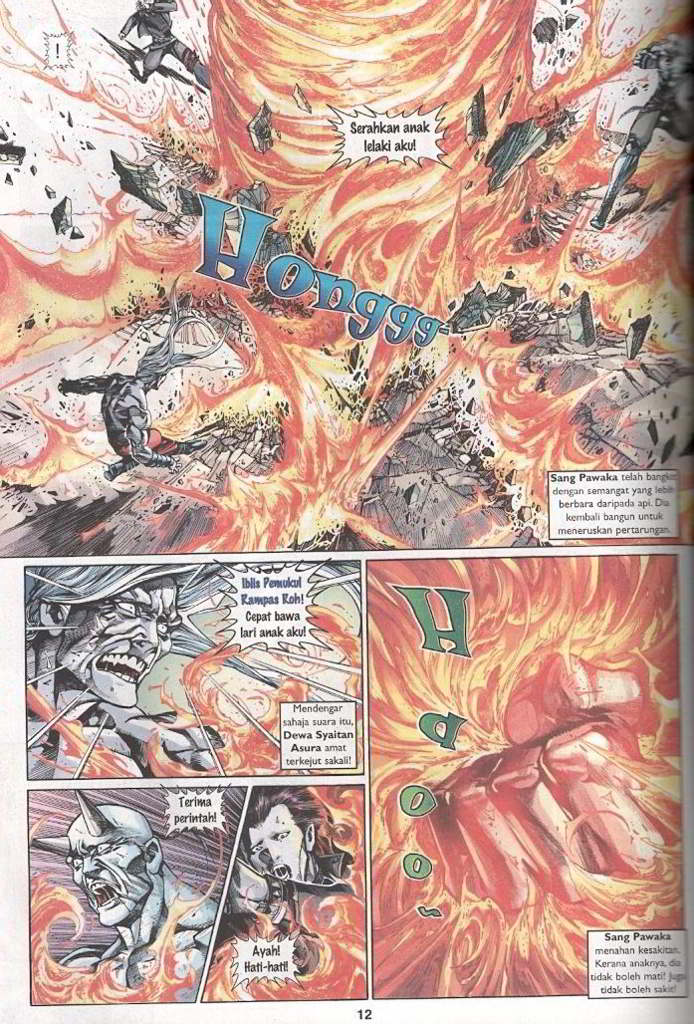 !
Serahkan anak
lelaki aku!
Honggg-
Sang Pawaka telah bangkit
dengan semangat yang lebih
berbara daripada api. Dia
kembali bangun untuk
meneruskan pertarungan.
Iblis Pemukul
Rampas Roh!
Cepat bawa
lari anak aku!
Mendengar
sahaja suara itu,
Dewa Syaitan
Asura amat
terkejut sakali!
Hpoo-
Terima
perintah!
Ayah!
Hati-hati!
Sang Pawaka
menahan kesakitan.
Kerana anaknya, dia
tidak boleh mati! Juga
tidak boleh sakit!
12